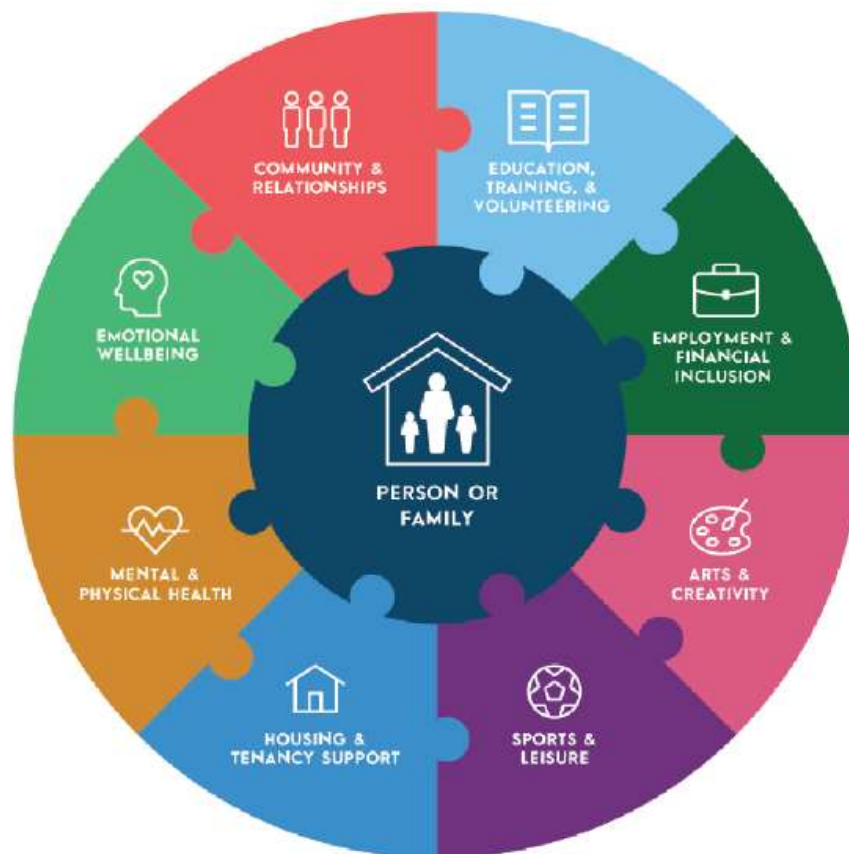 COMMUNITY &
RELATIONSHIPS
EDUCATION,
TRAINING, &
VOLUNTEERING
EMOTIONAL
WELLBEING
EMPLOYMENT &
FINANCIAL
INCLUSION
PERSON OR
FAMILY
MENTAL &
PHYSICAL HEALTH
ARTS &
CREATIVITY
HOUSING &
TENANCY SUPPORT
SPORTS &
LEISURE